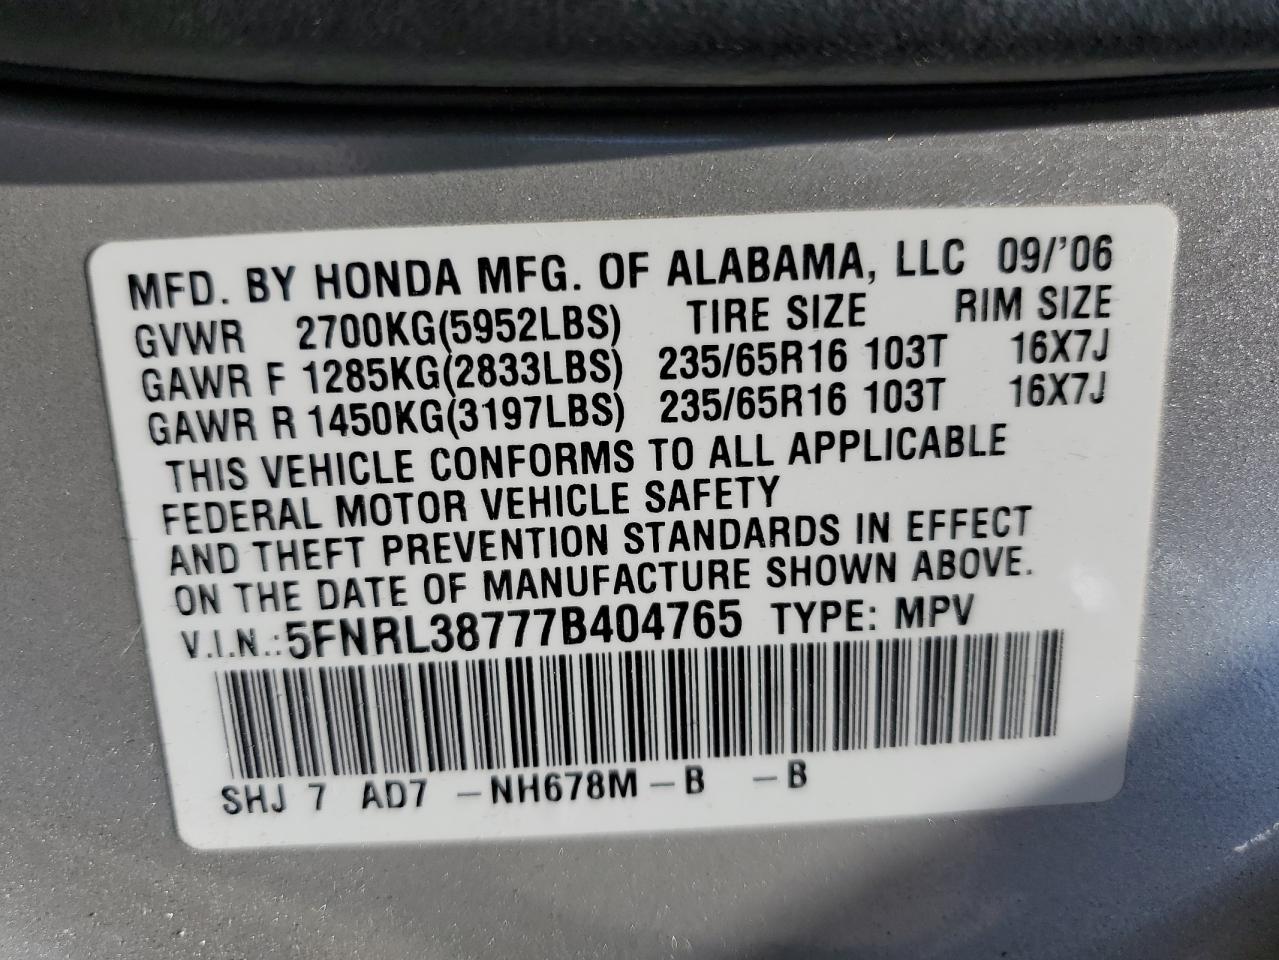 MFD. BY HONDA MFG. OF ALABAMA, LLC 09/'06
GVWR 2700KG(5952LBS) TIRE SIZE RIM SIZE
GAWR F 1285KG(2833LBS) 235/65R16 103T 16X7J
GAWR R 1450KG(3197LBS) 235/65R16 103T 16X7J
THIS VEHICLE CONFORMS TO ALL APPLICABLE
FEDERAL MOTOR VEHICLE SAFETY
AND THEFT PREVENTION STANDARDS IN EFFECT
ON THE DATE OF MANUFACTURE SHOWN ABOVE.
V.I.N.:5FNRL38777B404765 TYPE: MPV
SHJ 7 AD7 –NH678M–B –B